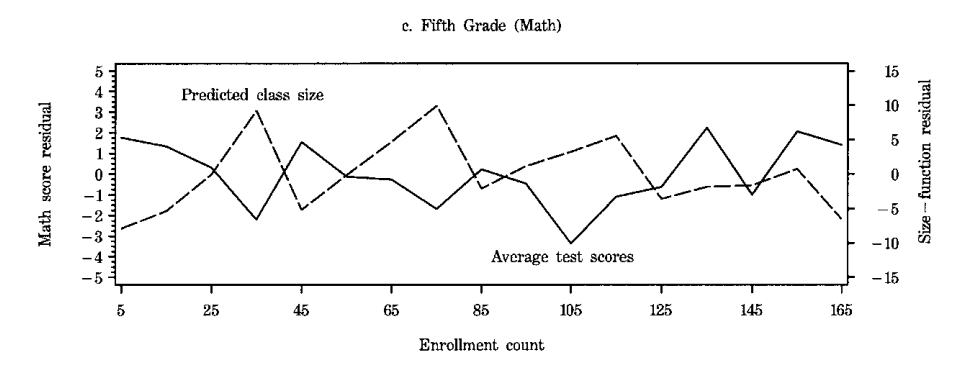 c. Fifth Grade (Math)
Predicted class size
Average test scores
Math score residual
5
4
3
2
1
0
−1
−2
−3
−4
−5
Size−function residual
15
10
5
0
−5
−10
−15
5 25 45 65 85 105 125 145 165
Enrollment count